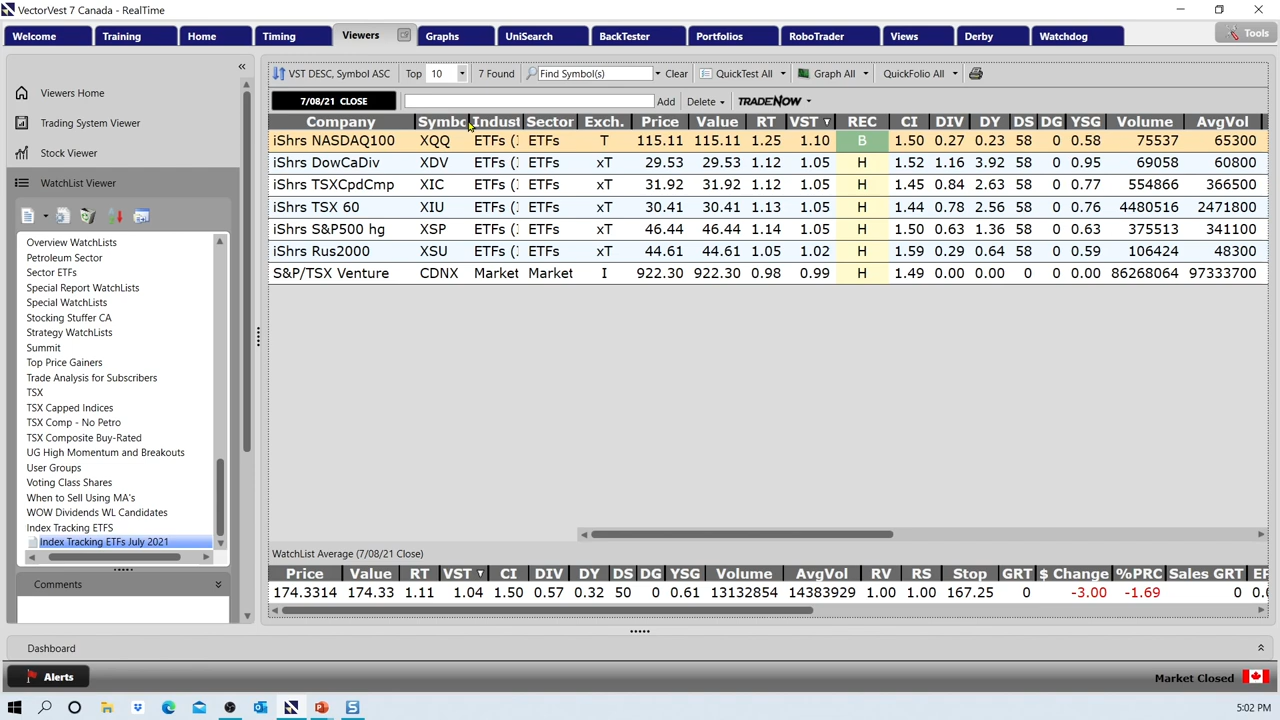 VectorVest 7 Canada - RealTime
Welcome Training Home Timing Viewers Graphs UniSearch BackTester Portfolios RoboTrader Views Derby Watchdog Tools
VST DESC, Symbol ASC Top 10 7 Found Find Symbol(s) Clear QuickTest All Graph All QuickFolio All
7/08/21 CLOSE Add Delete TRADENOW
Company Symbc Indust Sector Exch. Price Value RT VST REC CI DIV DY DS DG YSG Volume AvgVol
iShrs NASDAQ100 XQQ ETFs (I ETFs T 115.11 115.11 1.25 1.10 B 1.50 0.27 0.23 58 0 0.58 75537 65300
iShrs DowCaDiv XDV ETFs (I ETFs xT 29.53 29.53 1.12 1.05 H 1.52 1.16 3.92 58 0 0.95 69058 60800
iShrs TSXCpdCmp XIC ETFs (I ETFs xT 31.92 31.92 1.12 1.05 H 1.45 0.84 2.63 58 0 0.77 554866 366500
iShrs TSX 60 XIU ETFs (I ETFs xT 30.41 30.41 1.13 1.05 H 1.44 0.78 2.56 58 0 0.76 4480516 2471800
iShrs S&P500 hg XSP ETFs (I ETFs xT 46.44 46.44 1.14 1.05 H 1.50 0.63 1.36 58 0 0.63 375513 341100
iShrs Rus2000 XSU ETFs (I ETFs xT 44.61 44.61 1.05 1.02 H 1.59 0.29 0.64 58 0 0.59 106424 48300
S&P/TSX Venture CDNX Market Market I 922.30 922.30 0.98 0.99 H 1.49 0.00 0.00 0 0 0.00 86268064 97333700
Viewers Home
Trading System Viewer
Stock Viewer
WatchList Viewer
Overview WatchLists
Petroleum Sector
Sector ETFs
Special Report WatchLists
Special WatchLists
Stocking Stuffer CA
Strategy WatchLists
Summit
Top Price Gainers
Trade Analysis for Subscribers
TSX
TSX Capped Indices
TSX Comp - No Petro
TSX Composite Buy-Rated
UG High Momentum and Breakouts
User Groups
Voting Class Shares
When to Sell Using MA's
WOW Dividends WL Candidates
Index Tracking ETFS
Index Tracking ETFs July 2021
Comments
WatchList Average (7/08/21 Close)
Price Value RT VST CI DIV DY DS DG YSG Volume AvgVol RV RS Stop GRT $ Change %PRC Sales GRT EP
174.3314 174.33 1.11 1.04 1.50 0.57 0.32 50 0 0.61 13132854 14383929 1.00 1.00 167.25 0 -3.00 -1.69 0 0.0
Dashboard
Alerts Market Closed
5:02 PM